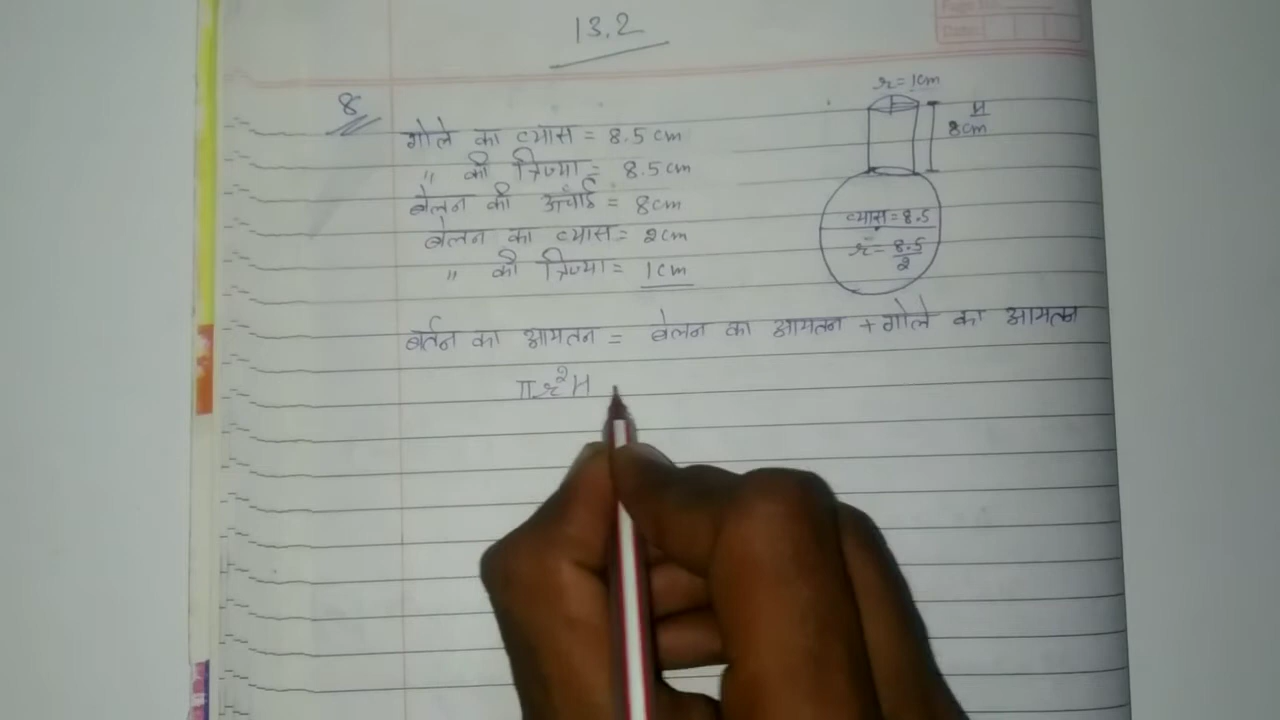 13.2
8
गोले का व्यास = 8.5 cm
" की त्रिज्या = 8.5 cm
बेलन की ऊँचाई = 8cm
बेलन का व्यास = 2cm
" की त्रिज्या = 1cm
r = 1cm
H
8cm
व्यास = 8.5
r = 8.5/2
बर्तन का आयतन = बेलन का आयतन + गोले का आयतन
πr²H